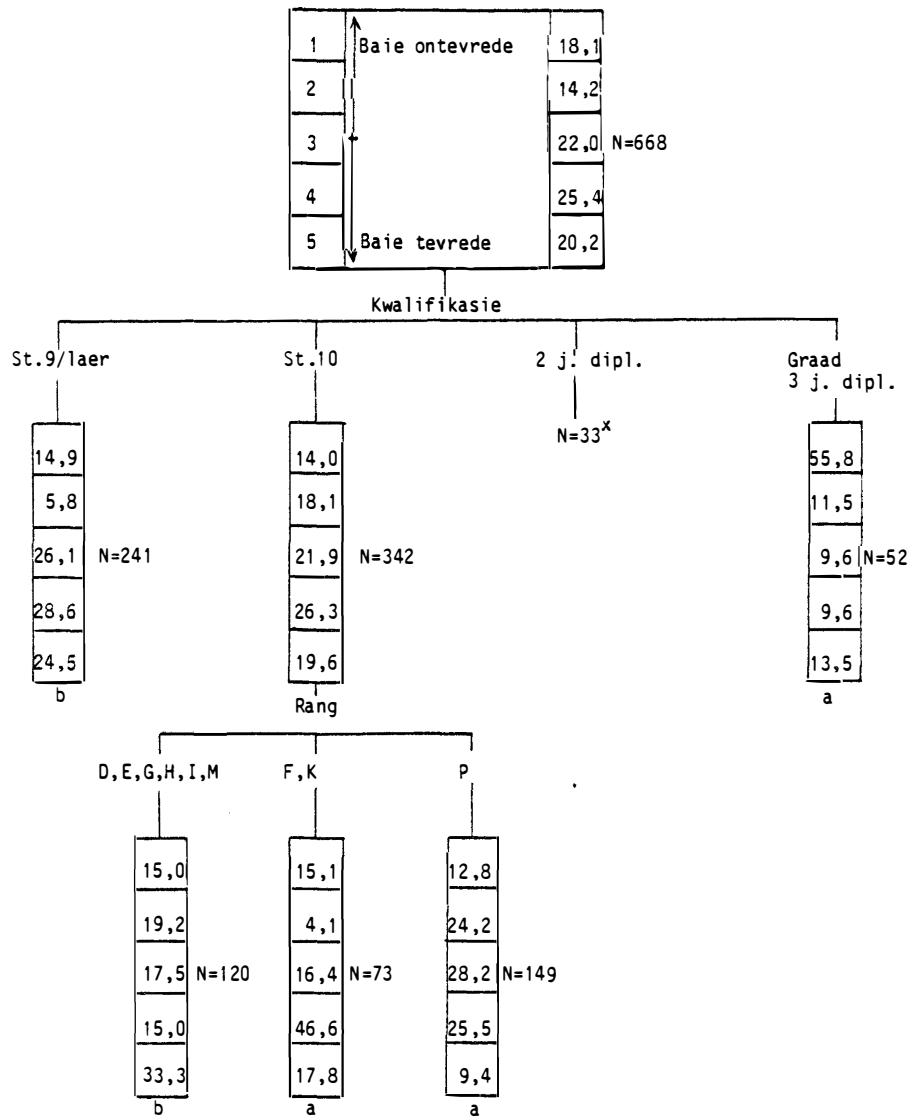 1 Baie ontevrede 18,1
2 14,2
3 22,0 N=668
4 25,4
5 Baie tevrede 20,2
Kwalifikasie
St.9/laer St.10 2 j. dipl. Graad
3 j. dipl.
N=33x
14,9 14,0 55,8
5,8 18,1 11,5
26,1 N=241 21,9 N=342 9,6 N=52
28,6 26,3 9,6
24,5 19,6 13,5
b a
Rang
D,E,G,H,I,M F,K P
15,0 15,1 12,8
19,2 4,1 24,2
17,5 N=120 16,4 N=73 28,2 N=149
15,0 46,6 25,5
33,3 17,8 9,4
b a a